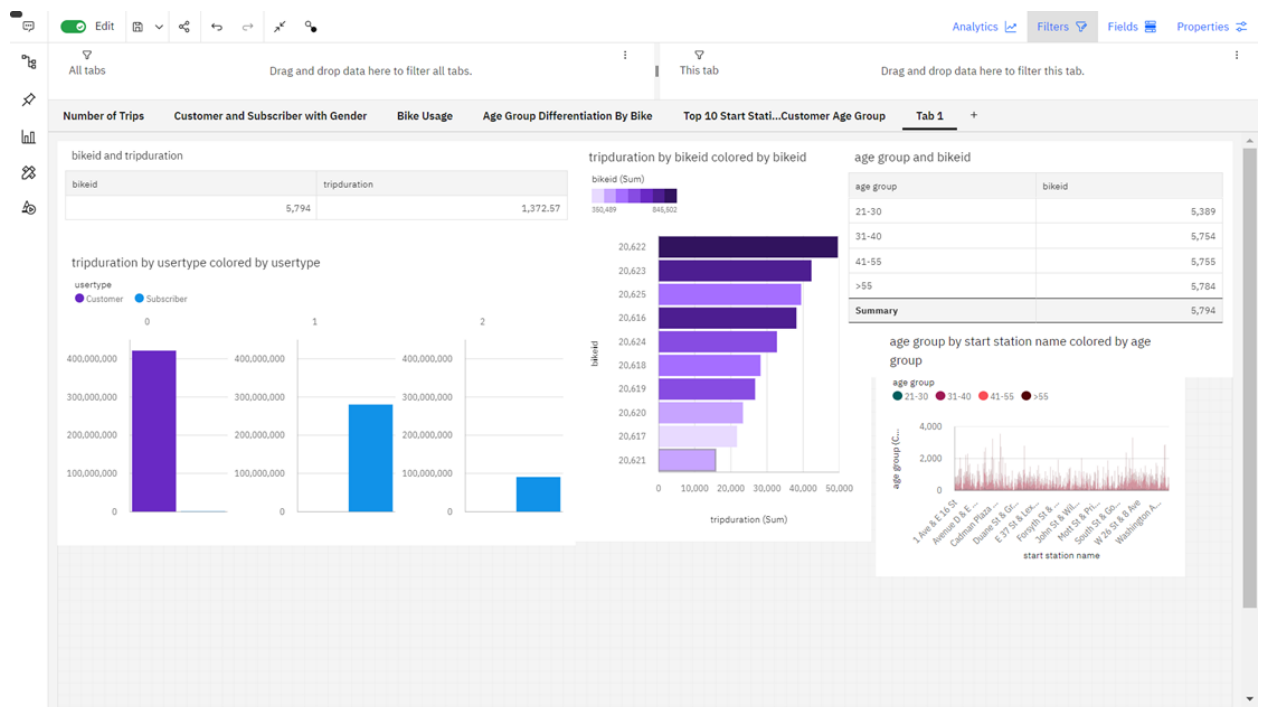 Edit
Analytics
Filters
Fields
Properties
All tabs
Drag and drop data here to filter all tabs.
This tab
Drag and drop data here to filter this tab.
Number of Trips
Customer and Subscriber with Gender
Bike Usage
Age Group Differentiation By Bike
Top 10 Start Stati...Customer Age Group
Tab 1
+
bikeid and tripduration
bikeid tripduration
5,794 1,372.57
tripduration by usertype colored by usertype
usertype
Customer Subscriber
0 1 2
400,000,000 400,000,000 400,000,000
300,000,000 300,000,000 300,000,000
200,000,000 200,000,000 200,000,000
100,000,000 100,000,000 100,000,000
0 0 0
tripduration by bikeid colored by bikeid
bikeid (Sum)
350,489 845,502
bikeid
20,622
20,623
20,625
20,616
20,624
20,618
20,619
20,620
20,617
20,621
0 10,000 20,000 30,000 40,000 50,000
tripduration (Sum)
age group and bikeid
age group bikeid
21-30 5,389
31-40 5,754
41-55 5,755
>55 5,784
Summary 5,794
age group by start station name colored by age
group
age group
21-30 31-40 41-55 >55
age group (C...
4,000
2,000
0
1 Ave & E 16 St
Avenue D & E ...
Cadman Plaza ...
Duane St & Gr...
E 37 St & Lex...
Forsyth St & ...
John St & Wil...
Mott St & Pri...
South St & Go...
W 26 St & 8 Ave
Washington A...
start station name